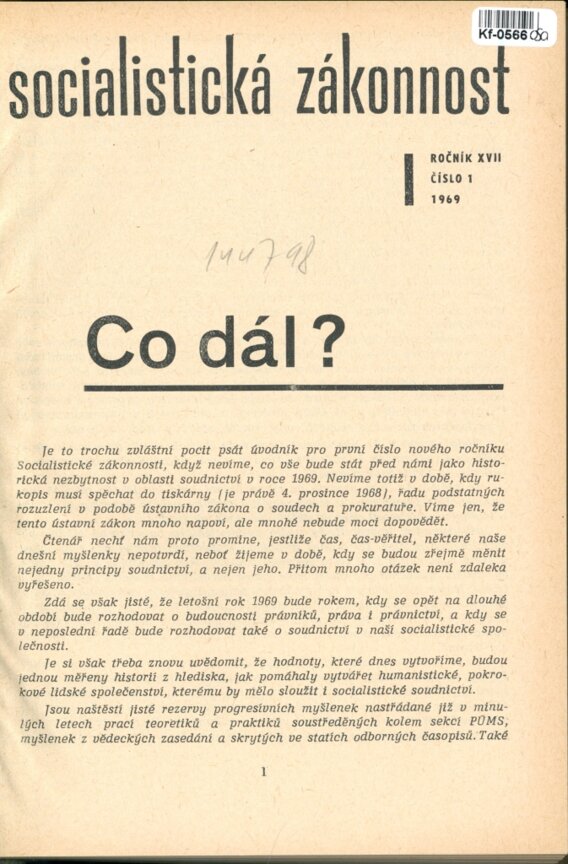 Kf-0566
socialistická zákonnost
ROČNÍK XVII
ČÍSLO 1
1969
144798
Co dál?
Je to trochu zvláštní pocit psát úvodník pro první číslo nového ročníku
Socialistické zákonnosti, když nevíme, co vše bude stát před námi jako histo-
rická nezbytnost v oblasti soudnictví v roce 1969. Nevíme totiž v době, kdy ru-
kopis musí spěchat do tiskárny (je právě 4. prosince 1968), řadu podstatných
rozuzlení v podobě ústavního zákona o soudech a prokuratuře. Víme jen, že
tento ústavní zákon mnoho napoví, ale mnohé nebude moci dopovědět.
Čtenář nechť nám proto promine, jestliže čas, čas-věřitel, některé naše
dnešní myšlenky nepotvrdí, neboť žijeme v době, kdy se budou zřejmě měnit
nejedny principy soudnictví, a nejen jeho. Přitom mnoho otázek není zdaleka
vyřešeno.
Zdá se však jisté, že letošní rok 1969 bude rokem, kdy se opět na dlouhé
období bude rozhodovat o budoucnosti právníků, práva i právnictví, a kdy se
v neposlední řadě bude rozhodovat také o soudnictví v naší socialistické spo-
lečnosti.
Je si však třeba znovu uvědomit, že hodnoty, které dnes vytvoříme, budou
jednou měřeny historií z hlediska, jak pomáhaly vytvářet humanistické, pokro-
kové lidské společenství, kterému by mělo sloužit i socialistické soudnictví.
Jsou naštěstí jisté rezervy progresívních myšlenek nastřádané již v minu-
lých letech prací teoretiků a praktiků soustředěných kolem sekcí PÚMS,
myšlenek z vědeckých zasedání a skrytých ve statích odborných časopisů. Také
1